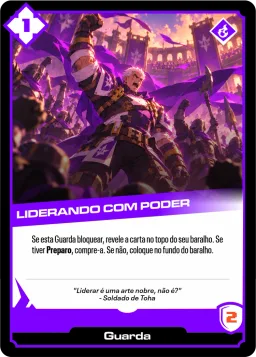 1
LIDERANDO COM PODER
Se esta Guarda bloquear, revele a carta no topo do seu baralho. Se
tiver Preparo, compre-a. Se não, coloque no fundo do baralho.
"Liderar é uma arte nobre, não é?"
- Soldado de Toha
2
Guarda